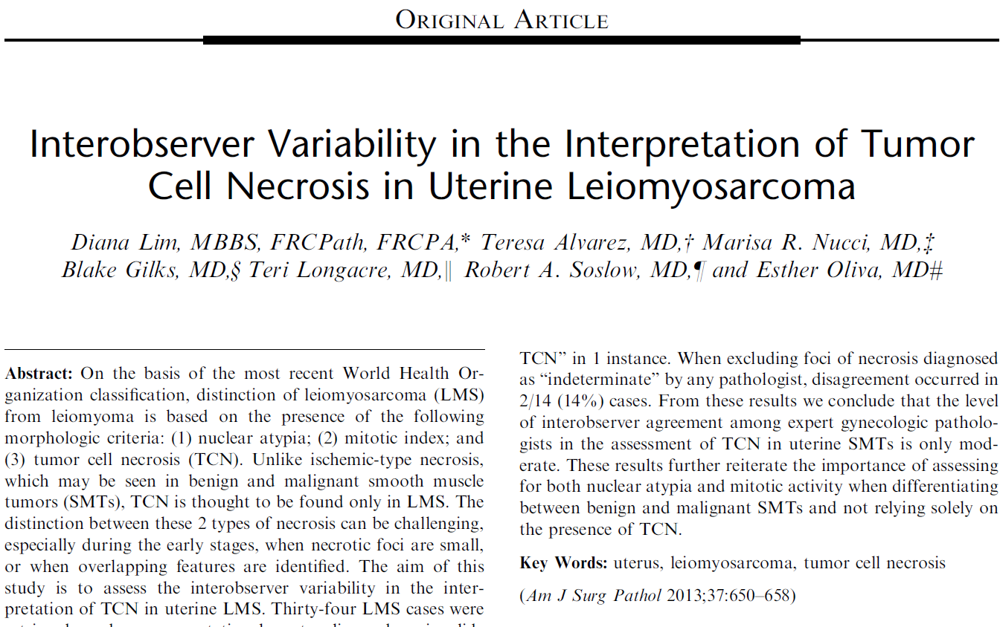 ORIGINAL ARTICLE
Interobserver Variability in the Interpretation of Tumor
Cell Necrosis in Uterine Leiomyosarcoma
Diana Lim, MBBS, FRCPath, FRCPA,* Teresa Alvarez, MD,† Marisa R. Nucci, MD,‡
Blake Gilks, MD,§ Teri Longacre, MD,‖ Robert A. Soslow, MD,¶ and Esther Oliva, MD#
Abstract: On the basis of the most recent World Health Or-
ganization classification, distinction of leiomyosarcoma (LMS)
from leiomyoma is based on the presence of the following
morphologic criteria: (1) nuclear atypia; (2) mitotic index; and
(3) tumor cell necrosis (TCN). Unlike ischemic-type necrosis,
which may be seen in benign and malignant smooth muscle
tumors (SMTs), TCN is thought to be found only in LMS. The
distinction between these 2 types of necrosis can be challenging,
especially during the early stages, when necrotic foci are small,
or when overlapping features are identified. The aim of this
study is to assess the interobserver variability in the inter-
pretation of TCN in uterine LMS. Thirty-four LMS cases were
TCN” in 1 instance. When excluding foci of necrosis diagnosed
as “indeterminate” by any pathologist, disagreement occurred in
2/14 (14%) cases. From these results we conclude that the level
of interobserver agreement among expert gynecologic patholo-
gists in the assessment of TCN in uterine SMTs is only mod-
erate. These results further reiterate the importance of assessing
for both nuclear atypia and mitotic activity when differentiating
between benign and malignant SMTs and not relying solely on
the presence of TCN.
Key Words: uterus, leiomyosarcoma, tumor cell necrosis
(Am J Surg Pathol 2013;37:650–658)